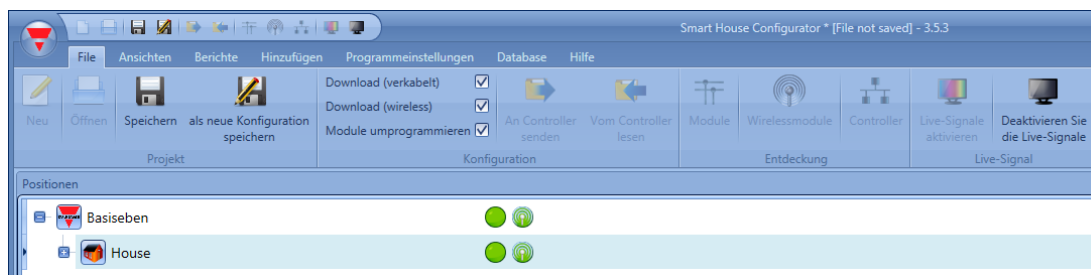 Smart House Configurator * [File not saved] - 3.5.3
File Ansichten Berichte Hinzufügen Programmeinstellungen Database Hilfe
Neu
Öffnen
Speichern
als neue Konfiguration
speichern
Projekt
Download (verkabelt)
Download (wireless)
Module umprogrammieren
An Controller
senden
Vom Controller
lesen
Konfiguration
Module
Wirelessmodule
Controller
Entdeckung
Live-Signale
aktivieren
Deaktivieren Sie
die Live-Signale
Live-Signal
Positionen
Basiseben
House